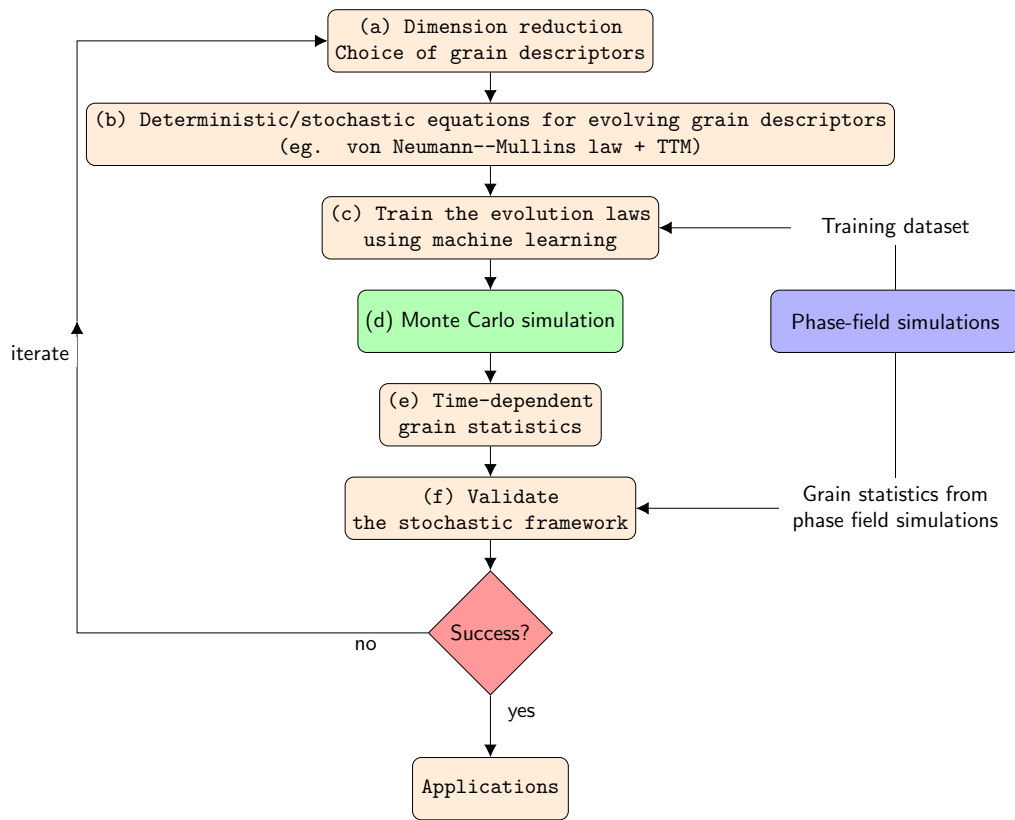 (a) Dimension reduction
Choice of grain descriptors
(b) Deterministic/stochastic equations for evolving grain descriptors
(eg. von Neumann--Mullins law + TTM)
(c) Train the evolution laws
using machine learning
Training dataset
(d) Monte Carlo simulation
Phase-field simulations
iterate
(e) Time-dependent
grain statistics
(f) Validate
the stochastic framework
Grain statistics from
phase field simulations
Success?
no
yes
Applications